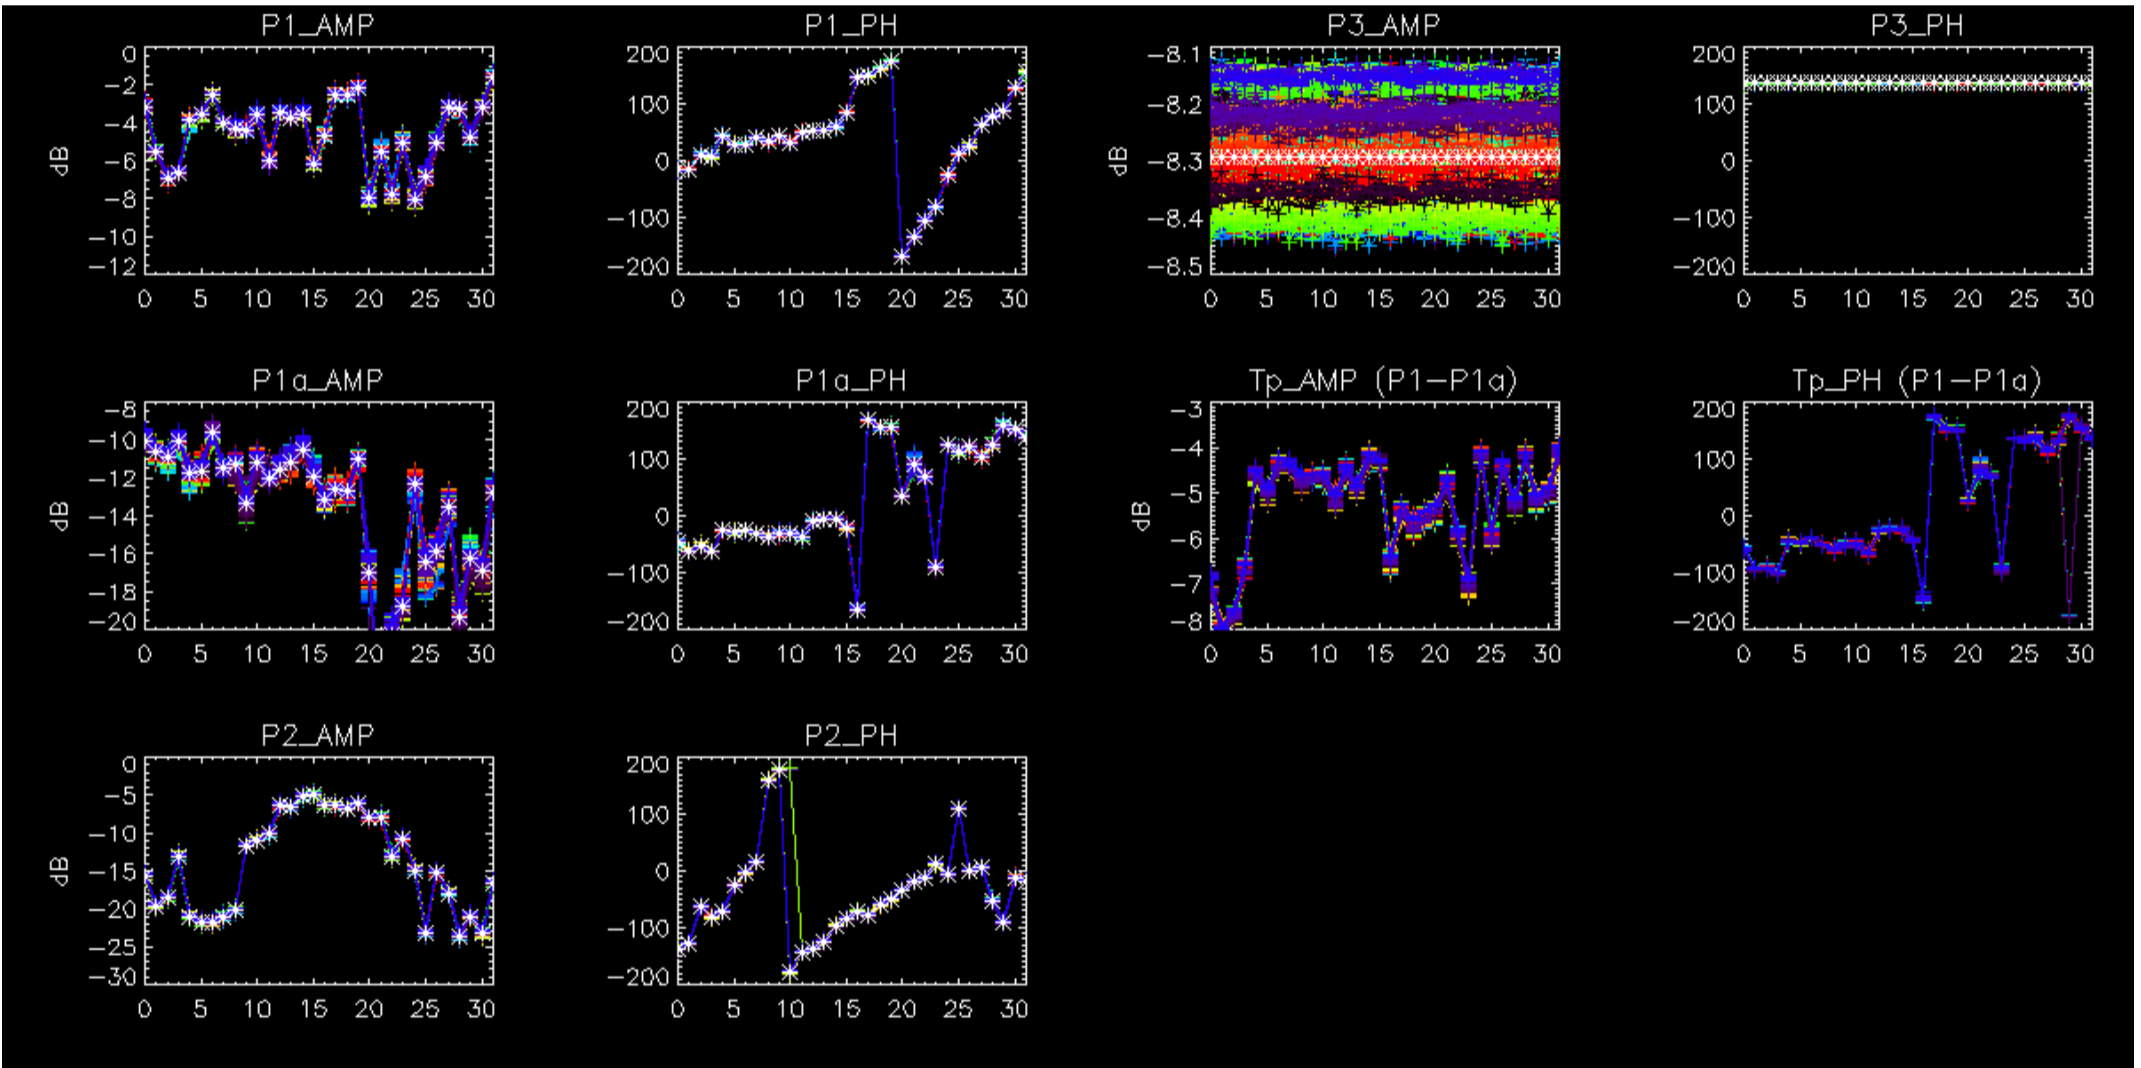 P1_AMP
0
−2
−4
−6
−8
−10
−12
dB
0 5 10 15 20 25 30
P1_PH
200
100
0
−100
−200
0 5 10 15 20 25 30
P3_AMP
−8.1
−8.2
−8.3
−8.4
−8.5
dB
0 5 10 15 20 25 30
P3_PH
200
100
0
−100
−200
0 5 10 15 20 25 30
P1a_AMP
−8
−10
−12
−14
−16
−18
−20
dB
0 5 10 15 20 25 30
P1a_PH
200
100
0
−100
−200
0 5 10 15 20 25 30
Tp_AMP (P1−P1a)
−3
−4
−5
−6
−7
−8
dB
0 5 10 15 20 25 30
Tp_PH (P1−P1a)
200
100
0
−100
−200
0 5 10 15 20 25 30
P2_AMP
0
−5
−10
−15
−20
−25
−30
dB
0 5 10 15 20 25 30
P2_PH
200
100
0
−100
−200
0 5 10 15 20 25 30